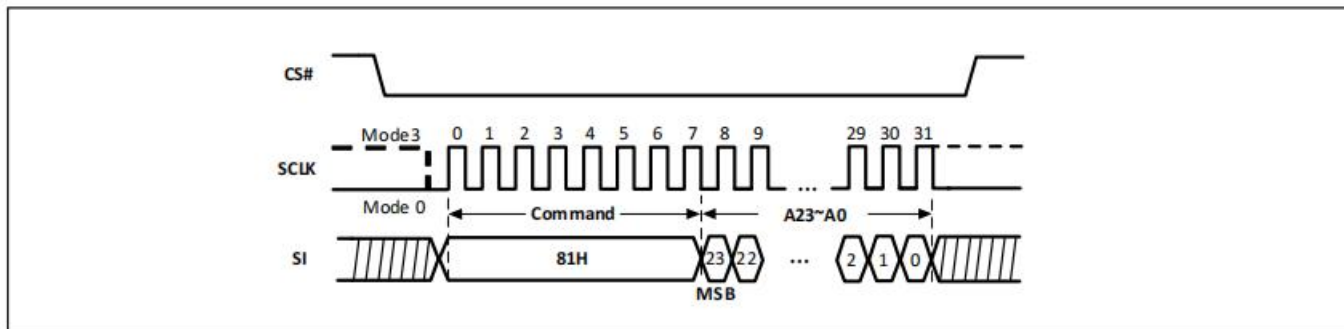 CS#
Mode3 0 1 2 3 4 5 6 7 8 9 29 30 31
SCLK ...
Mode 0
Command A23~A0
SI 81H 23 22 ... 2 1 0
MSB